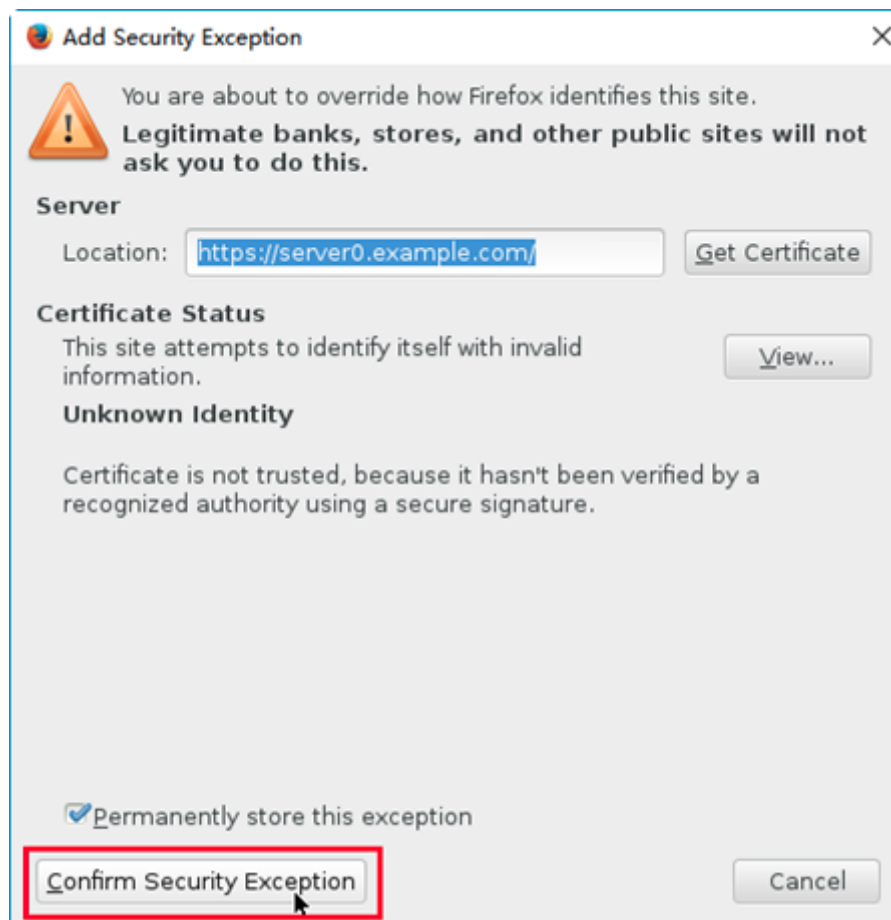 Add Security Exception
You are about to override how Firefox identifies this site.
Legitimate banks, stores, and other public sites will not
ask you to do this.
Server
Location: https://server0.example.com/ Get Certificate
Certificate Status
This site attempts to identify itself with invalid
information.
View...
Unknown Identity
Certificate is not trusted, because it hasn't been verified by a
recognized authority using a secure signature.
Permanently store this exception
Confirm Security Exception Cancel